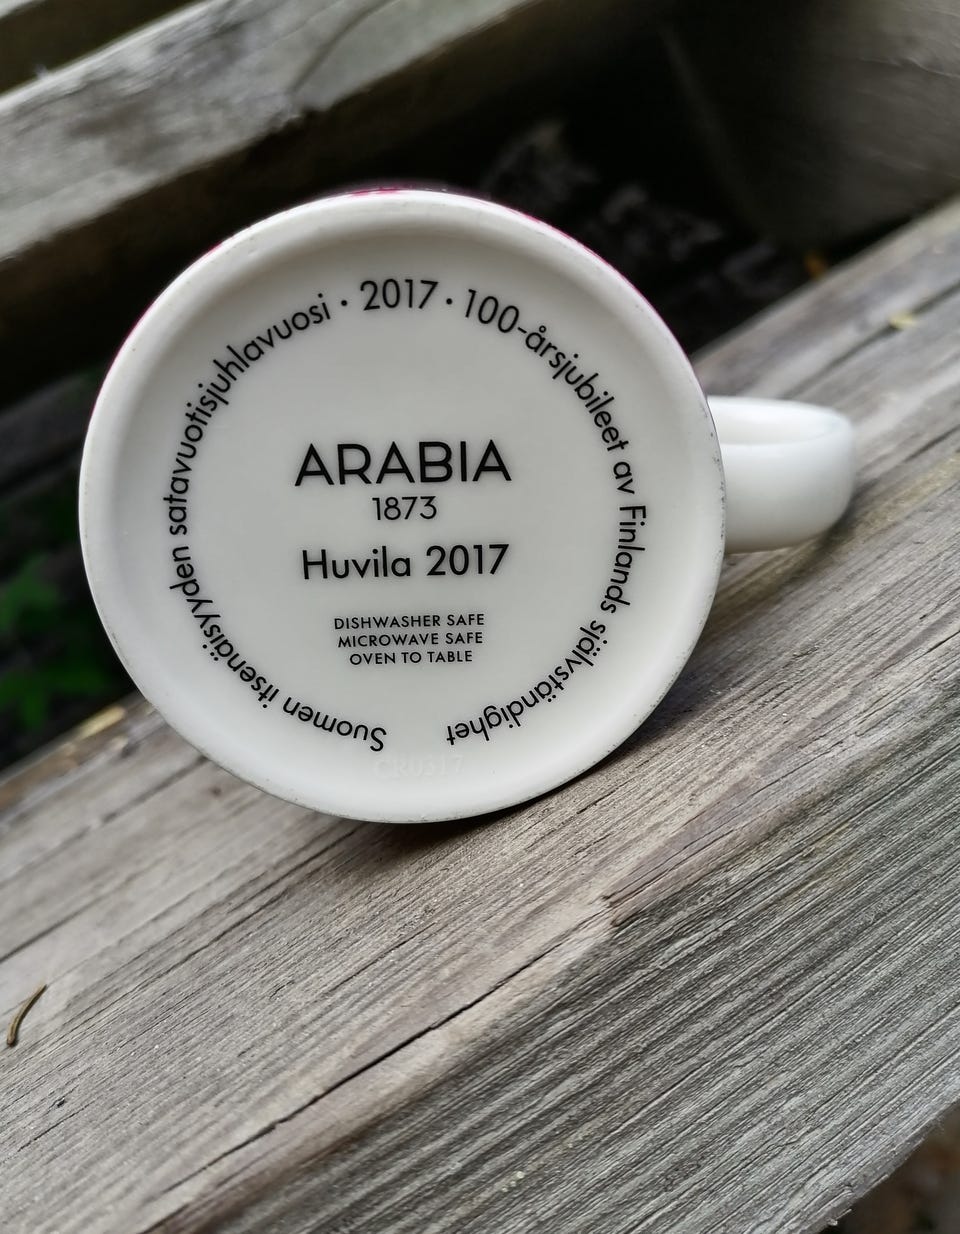 Suomen itsenäisyyden satavuotisjuhlavuosi · 2017 · 100-årsjubileet av Finlands självständighet
ARABIA
1873
Huvila 2017
DISHWASHER SAFE
MICROWAVE SAFE
OVEN TO TABLE
CR0317